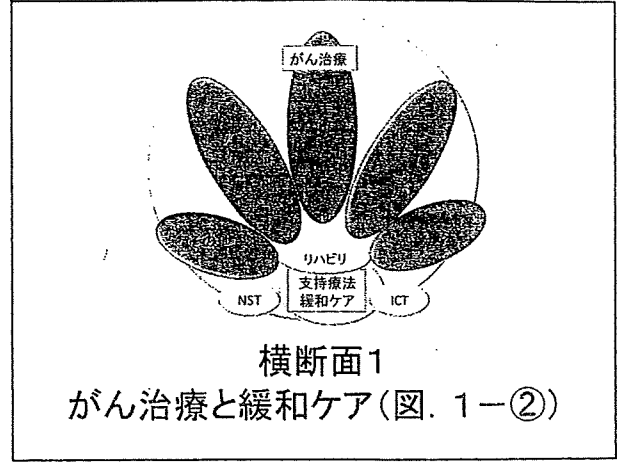 がん治療
リハビリ
支持療法
緩和ケア
NST
ICT
横断面1
がん治療と緩和ケア(図. 1-②)